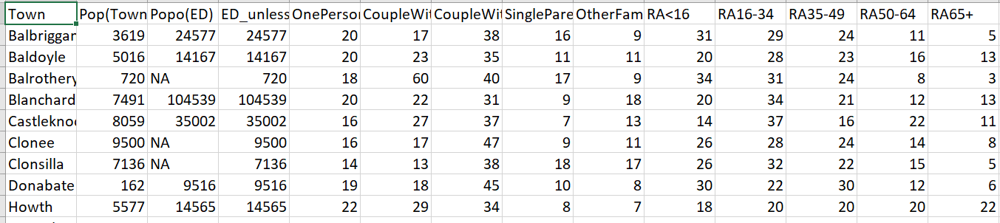 Town Pop(Town Popo(ED) ED_unless OnePerso CoupleWit CoupleWi SinglePare OtherFam RA<16 RA16-34 RA35-49 RA50-64 RA65+
Balbriggan 3619 24577 24577 20 17 38 16 9 31 29 24 11 5
Baldoyle 5016 14167 14167 20 23 35 11 11 20 28 23 16 13
Balrothery 720 NA 720 18 60 40 17 9 34 31 24 8 3
Blanchard 7491 104539 104539 20 22 31 9 18 20 34 21 12 13
Castlekno 8059 35002 35002 16 27 37 7 13 14 37 16 22 11
Clonee 9500 NA 9500 16 17 47 9 11 26 28 24 14 8
Clonsilla 7136 NA 7136 14 13 38 18 17 26 32 22 15 5
Donabate 162 9516 9516 19 18 45 10 8 30 22 30 12 6
Howth 5577 14565 14565 22 29 34 8 7 18 20 20 20 22